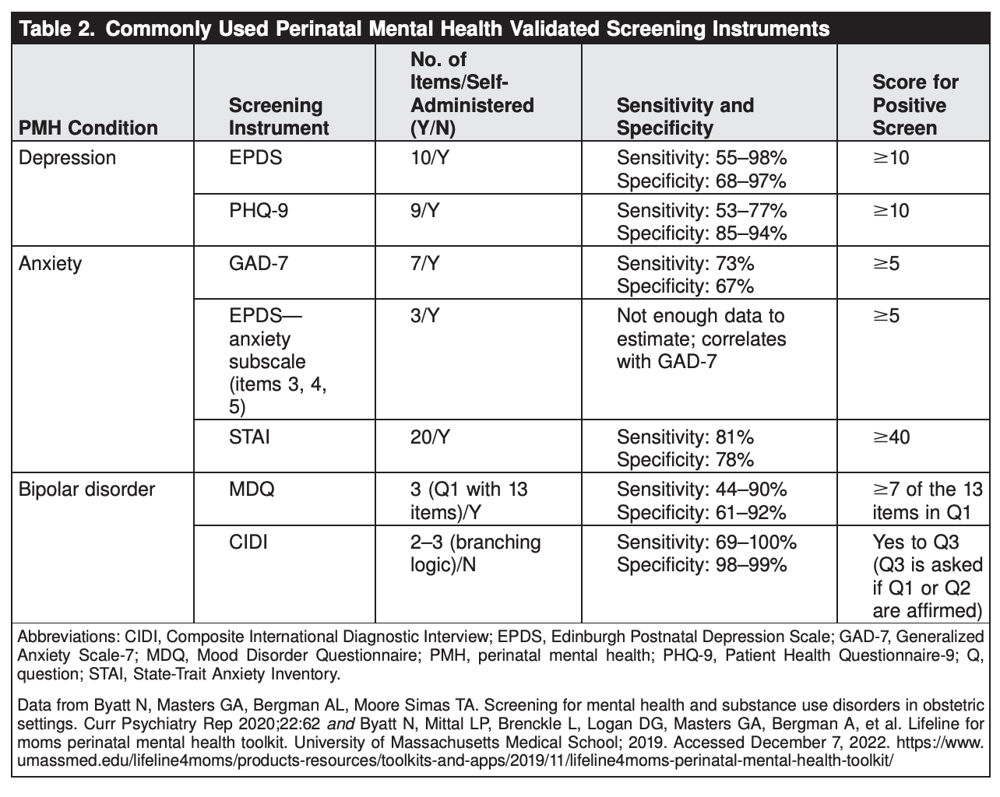 Table 2. Commonly Used Perinatal Mental Health Validated Screening Instruments
PMH Condition
Screening
Instrument
No. of
Items/Self-
Administered
(Y/N)
Sensitivity and
Specificity
Score for
Positive
Screen
Depression
EPDS
10/Y
Sensitivity: 55–98%
Specificity: 68–97%
≥10
PHQ-9
9/Y
Sensitivity: 53–77%
Specificity: 85–94%
≥10
Anxiety
GAD-7
7/Y
Sensitivity: 73%
Specificity: 67%
≥5
EPDS—
anxiety
subscale
(items 3, 4,
5)
3/Y
Not enough data to
estimate; correlates
with GAD-7
≥5
STAI
20/Y
Sensitivity: 81%
Specificity: 78%
≥40
Bipolar disorder
MDQ
3 (Q1 with 13
items)/Y
Sensitivity: 44–90%
Specificity: 61–92%
≥7 of the 13
items in Q1
CIDI
2–3 (branching
logic)/N
Sensitivity: 69–100%
Specificity: 98–99%
Yes to Q3
(Q3 is asked
if Q1 or Q2
are affirmed)
Abbreviations: CIDI, Composite International Diagnostic Interview; EPDS, Edinburgh Postnatal Depression Scale; GAD-7, Generalized
Anxiety Scale-7; MDQ, Mood Disorder Questionnaire; PMH, perinatal mental health; PHQ-9, Patient Health Questionnaire-9; Q,
question; STAI, State-Trait Anxiety Inventory.
Data from Byatt N, Masters GA, Bergman AL, Moore Simas TA. Screening for mental health and substance use disorders in obstetric
settings. Curr Psychiatry Rep 2020;22:62 and Byatt N, Mittal LP, Brenckle L, Logan DG, Masters GA, Bergman A, et al. Lifeline for
moms perinatal mental health toolkit. University of Massachusetts Medical School; 2019. Accessed December 7, 2022. https://www.
umassmed.edu/lifeline4moms/products-resources/toolkits-and-apps/2019/11/lifeline4moms-perinatal-mental-health-toolkit/